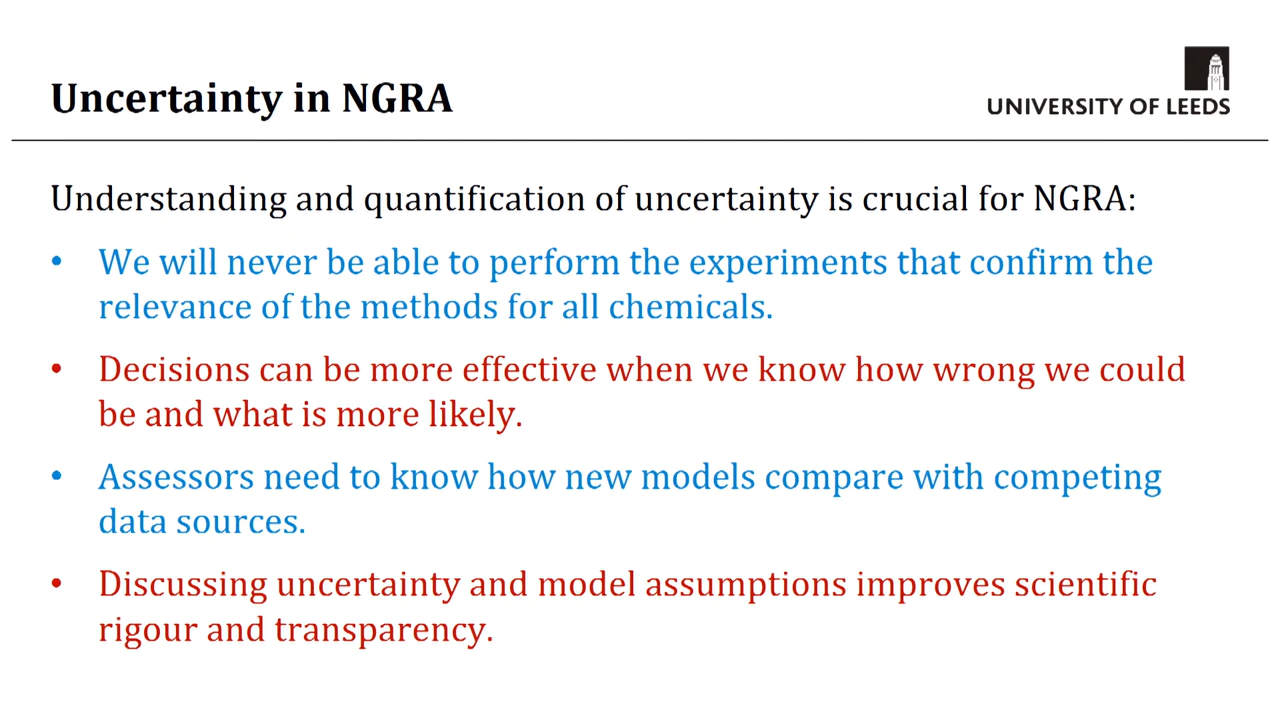 Uncertainty in NGRA
UNIVERSITY OF LEEDS
Understanding and quantification of uncertainty is crucial for NGRA:
• We will never be able to perform the experiments that confirm the
relevance of the methods for all chemicals.
• Decisions can be more effective when we know how wrong we could
be and what is more likely.
• Assessors need to know how new models compare with competing
data sources.
• Discussing uncertainty and model assumptions improves scientific
rigour and transparency.